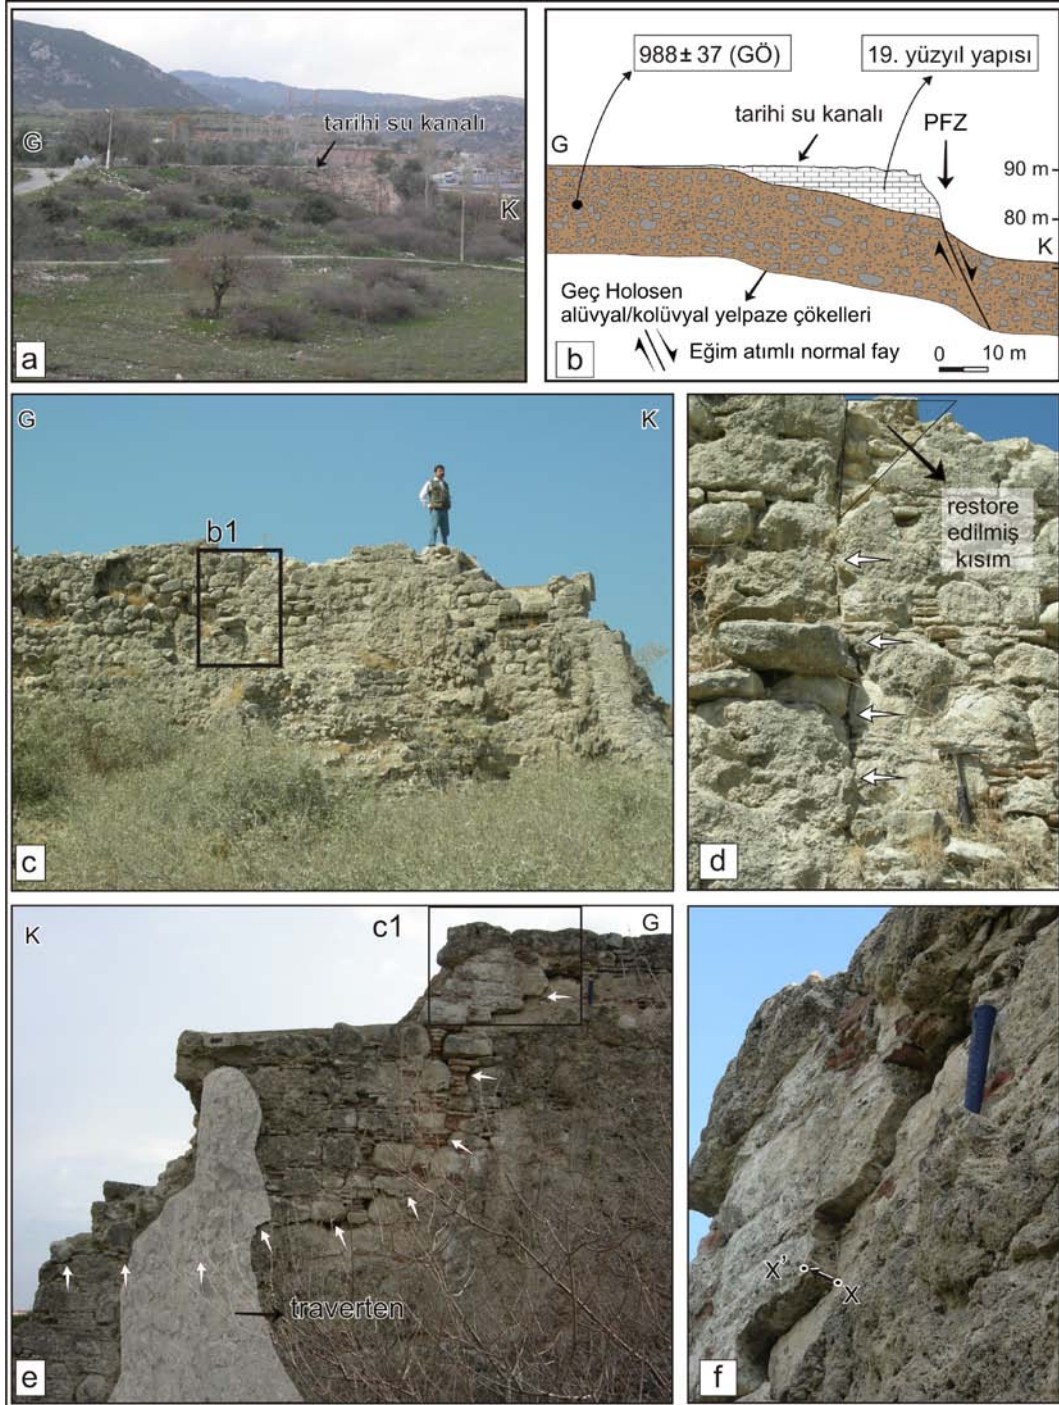 G
tarihi su kanalı
K
a
988± 37 (GÖ)
19. yüzyıl yapısı
tarihi su kanalı
PFZ
G
90 m
80 m
K
Geç Holosen
alüvyal/kolüvyal yelpaze çökelleri
Eğim atımlı normal fay
0 10 m
b
G
K
b1
c
restore
edilmiş
kısım
d
K
c1
G
traverten
e
x'
x
f